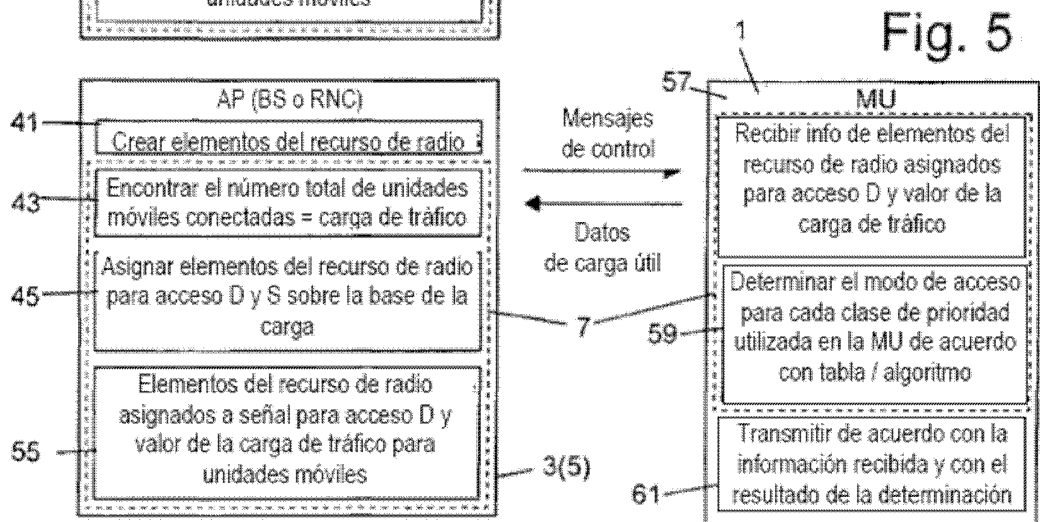 unidades móviles
Fig. 5
AP (BS o RNC)
41
Crear elementos del recurso de radio
43
Encontrar el número total de unidades
móviles conectadas = carga de tráfico
45
Asignar elementos del recurso de radio
para acceso D y S sobre la base de la
carga
55
Elementos del recurso de radio
asignados a señal para acceso D y
valor de la carga de tráfico para
unidades móviles
3(5)
7
Mensajes
de control
Datos
de carga útil
1
57
MU
Recibir info de elementos del
recurso de radio asignados
para acceso D y valor de la
carga de tráfico
59
Determinar el modo de acceso
para cada clase de prioridad
utilizada en la MU de acuerdo
con tabla / algoritmo
61
Transmitir de acuerdo con la
información recibida y con el
resultado de la determinación